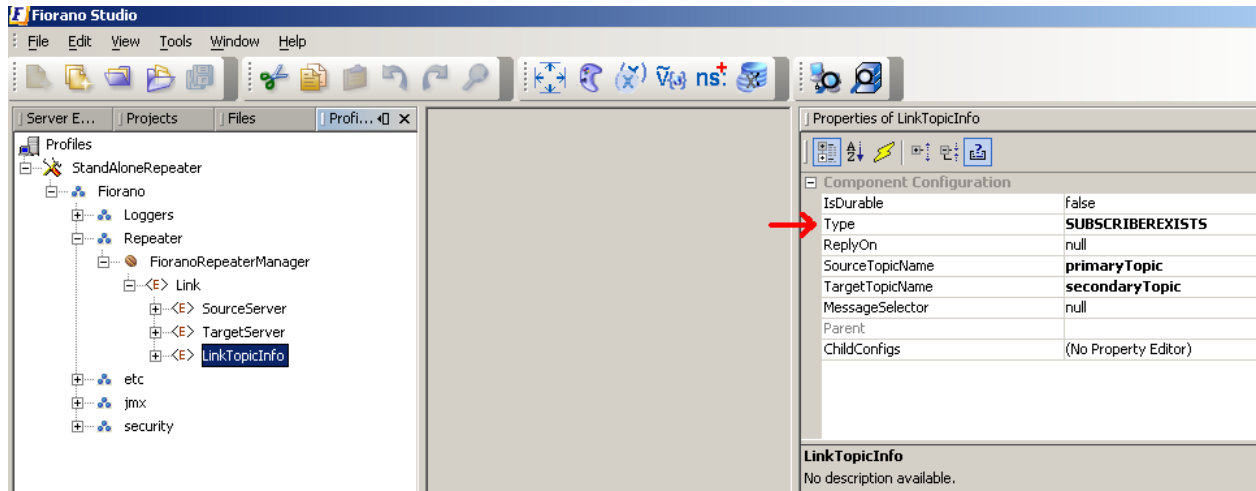 Fiorano Studio
File Edit View Tools Window Help
ns:
Server E... Projects Files Profi...
Profiles
StandAloneRepeater
Fiorano
Loggers
Repeater
FioranoRepeaterManager
<E> Link
<E> SourceServer
<E> TargetServer
<E> LinkTopicInfo
etc
jmx
security
Properties of LinkTopicInfo
Component Configuration
IsDurable false
Type SUBSCRIBEREXISTS
ReplyOn null
SourceTopicName primaryTopic
TargetTopicName secondaryTopic
MessageSelector null
Parent
ChildConfigs (No Property Editor)
LinkTopicInfo
No description available.